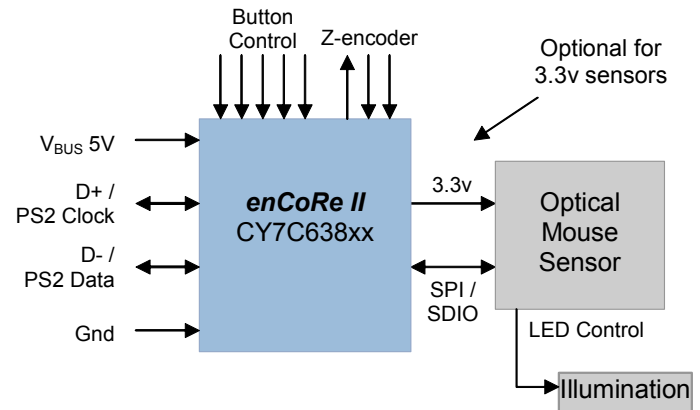 Button
Control
Z-encoder
Optional for
3.3v sensors
VBUS 5V
D+ /
PS2 Clock
D- /
PS2 Data
Gnd
enCoRe II
CY7C638xx
3.3v
SPI /
SDIO
Optical
Mouse
Sensor
LED Control
Illumination